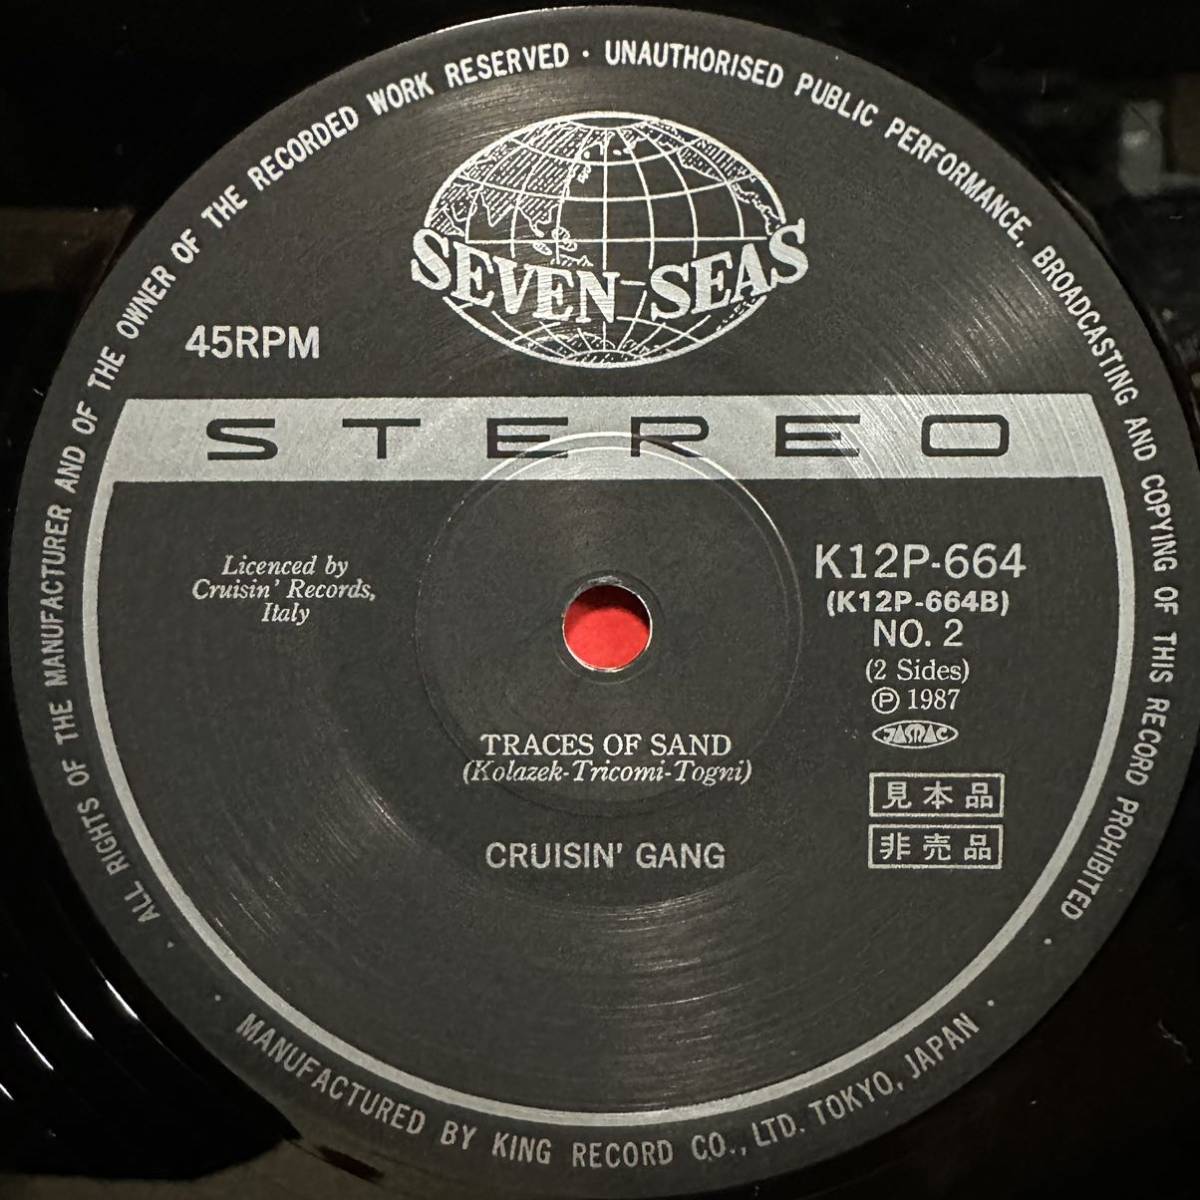 ALL RIGHTS OF THE MANUFACTURER AND OF THE OWNER OF THE RECORDED WORK RESERVED · UNAUTHORISED PUBLIC PERFORMANCE, BROADCASTING AND COPYING OF THIS RECORD PROHIBITED
SEVEN SEAS
45RPM
STEREO
Licenced by
Cruisin' Records,
Italy
K12P-664
(K12P-664B)
NO. 2
(2 Sides)
Ⓟ 1987
JASRAC
TRACES OF SAND
(Kolazek-Tricomi-Togni)
見本品
非売品
CRUISIN' GANG
MANUFACTURED BY KING RECORD CO., LTD. TOKYO, JAPAN